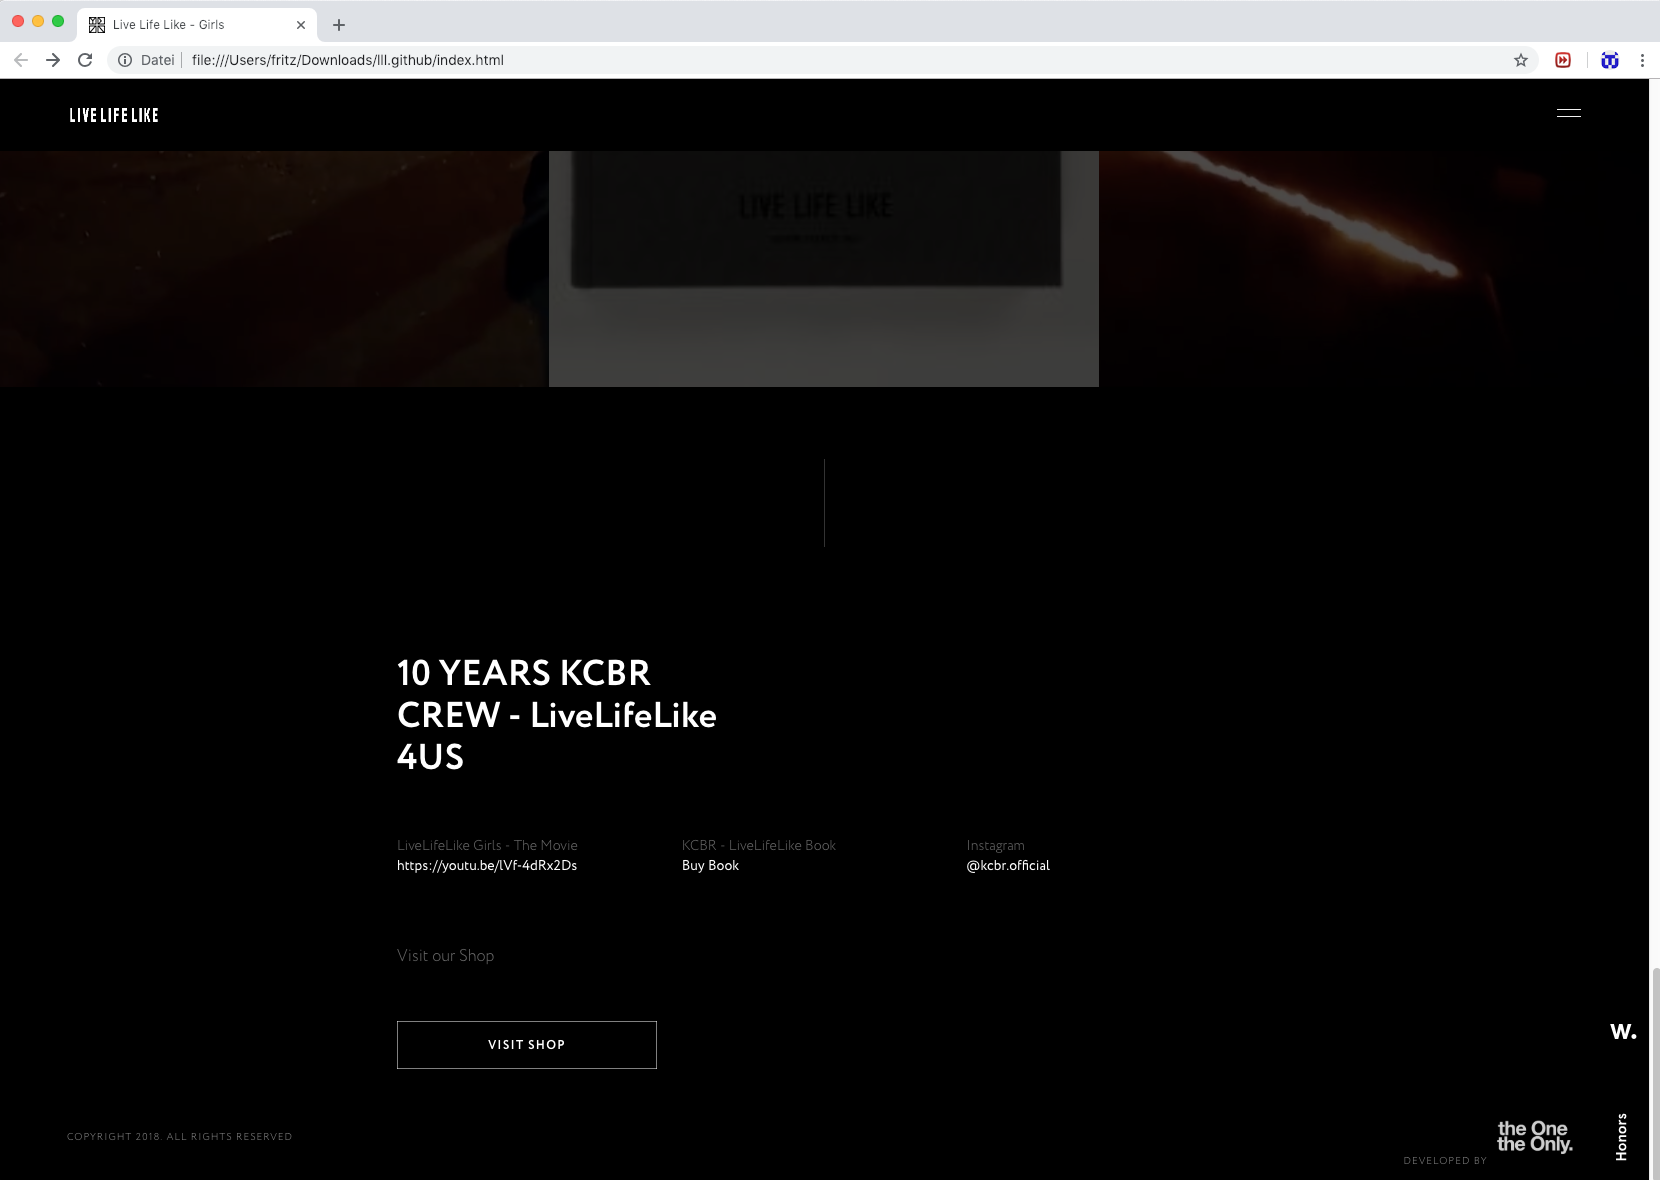 Live Life Like - Girls
Datei
file:///Users/fritz/Downloads/lll.github/index.html
LIVE LIFE LIKE
LIVE LIFE LIKE
10 YEARS KCBR
CREW - LiveLifeLike
4US
LiveLifeLike Girls - The Movie
https://youtu.be/lVf-4dRx2Ds
KCBR - LiveLifeLike Book
Buy Book
Instagram
@kcbr.official
Visit our Shop
VISIT SHOP
W.
Honors
COPYRIGHT 2018. ALL RIGHTS RESERVED
DEVELOPED BY
the One
the Only.